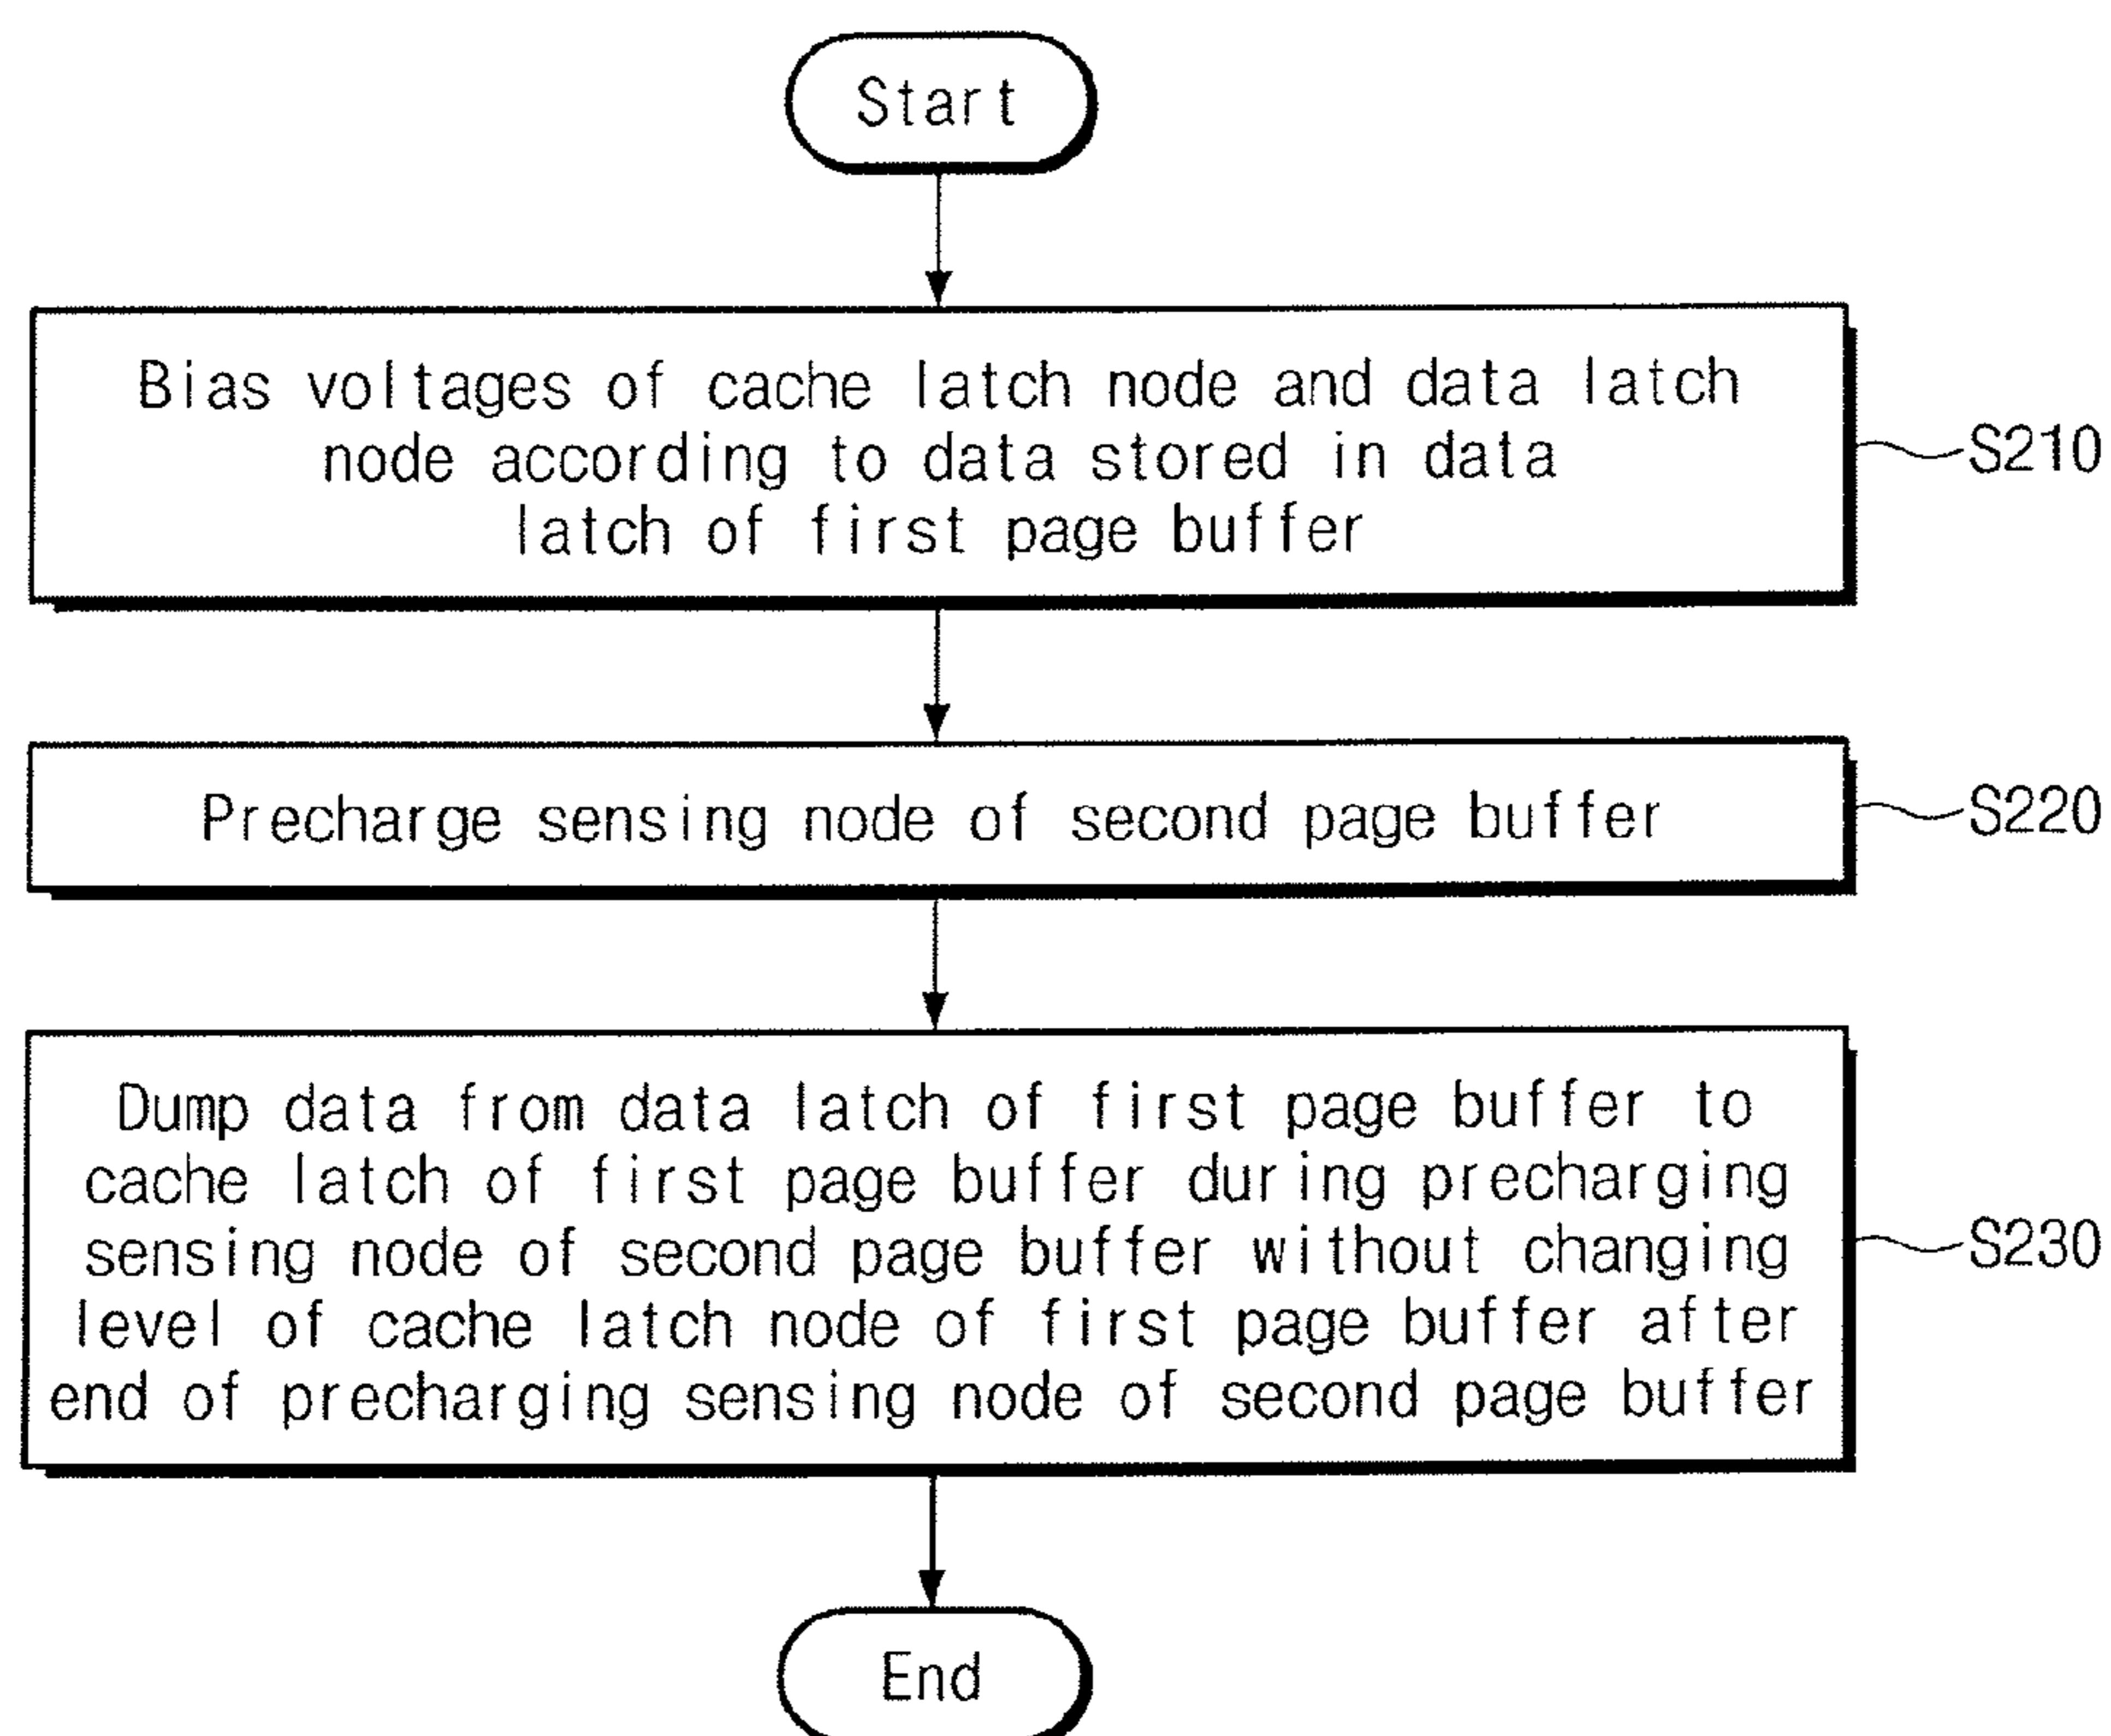 Start
Bias voltages of cache latch node and data latch
node according to data stored in data
latch of first page buffer
S210
Precharge sensing node of second page buffer
S220
Dump data from data latch of first page buffer to
cache latch of first page buffer during precharging
sensing node of second page buffer without changing
level of cache latch node of first page buffer after
end of precharging sensing node of second page buffer
S230
End